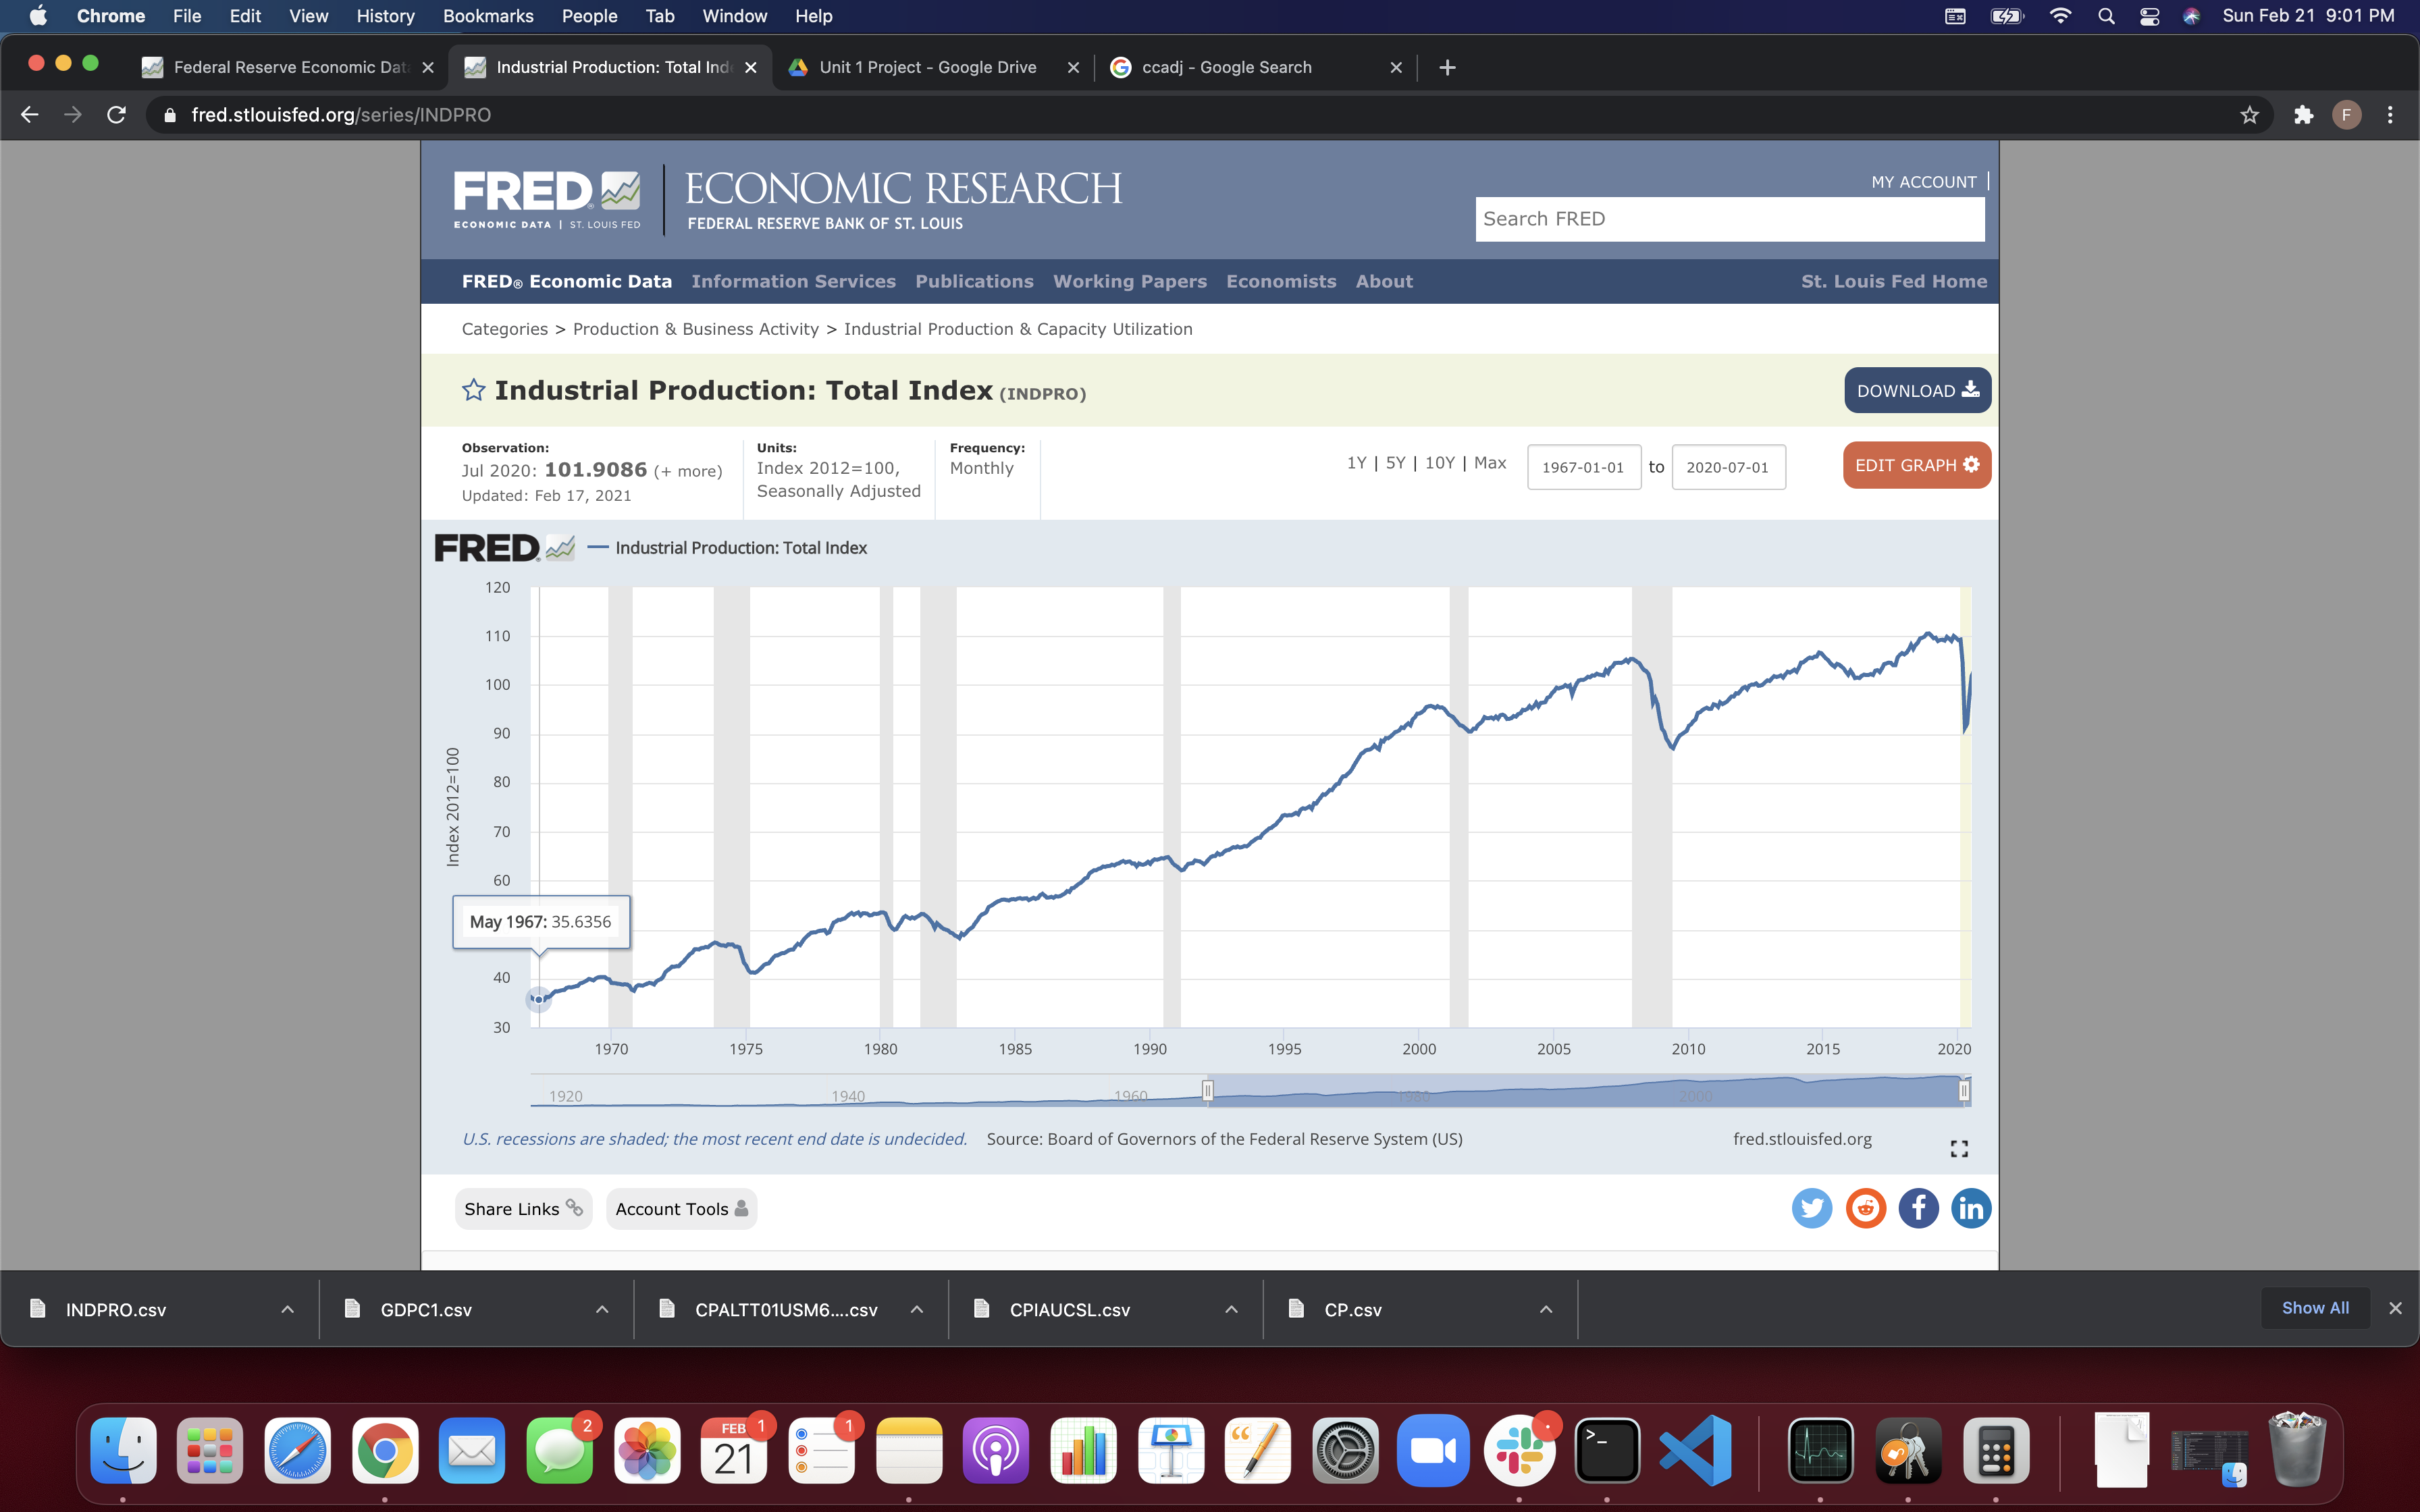 Chrome File Edit View History Bookmarks People Tab Window Help Sun Feb 21 9:01 PM
Federal Reserve Economic Dat Industrial Production: Total Ind Unit 1 Project - Google Drive ccadj - Google Search
fred.stlouisfed.org/series/INDPRO F
FRED® ECONOMIC RESEARCH
ECONOMIC DATA | ST. LOUIS FED FEDERAL RESERVE BANK OF ST. LOUIS
MY ACCOUNT
Search FRED
FRED® Economic Data Information Services Publications Working Papers Economists About St. Louis Fed Home
Categories > Production & Business Activity > Industrial Production & Capacity Utilization
Industrial Production: Total Index (INDPRO) DOWNLOAD
Observation: Units: Frequency:
Jul 2020: 101.9086 (+ more) Index 2012=100, Monthly 1Y | 5Y | 10Y | Max 1967-01-01 to 2020-07-01 EDIT GRAPH
Updated: Feb 17, 2021 Seasonally Adjusted
FRED Industrial Production: Total Index
120
110
100
90
80
70
60
40
30
Index 2012=100
May 1967: 35.6356
1970 1975 1980 1985 1990 1995 2000 2005 2010 2015 2020
1920 1940 1960 1980 2000
U.S. recessions are shaded; the most recent end date is undecided. Source: Board of Governors of the Federal Reserve System (US) fred.stlouisfed.org
Share Links Account Tools
INDPRO.csv GDPC1.csv CPALTT01USM6....csv CPIAUCSL.csv CP.csv Show All
2 FEB 21 1 1